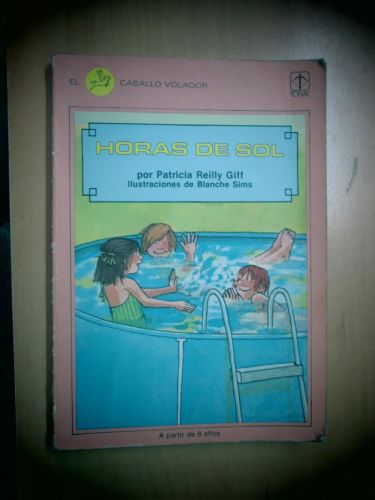 EL CABALLO VOLADOR
HORAS DE SOL
por Patricia Reilly Giff
Ilustraciones de Blanche Sims
A partir de 6 años